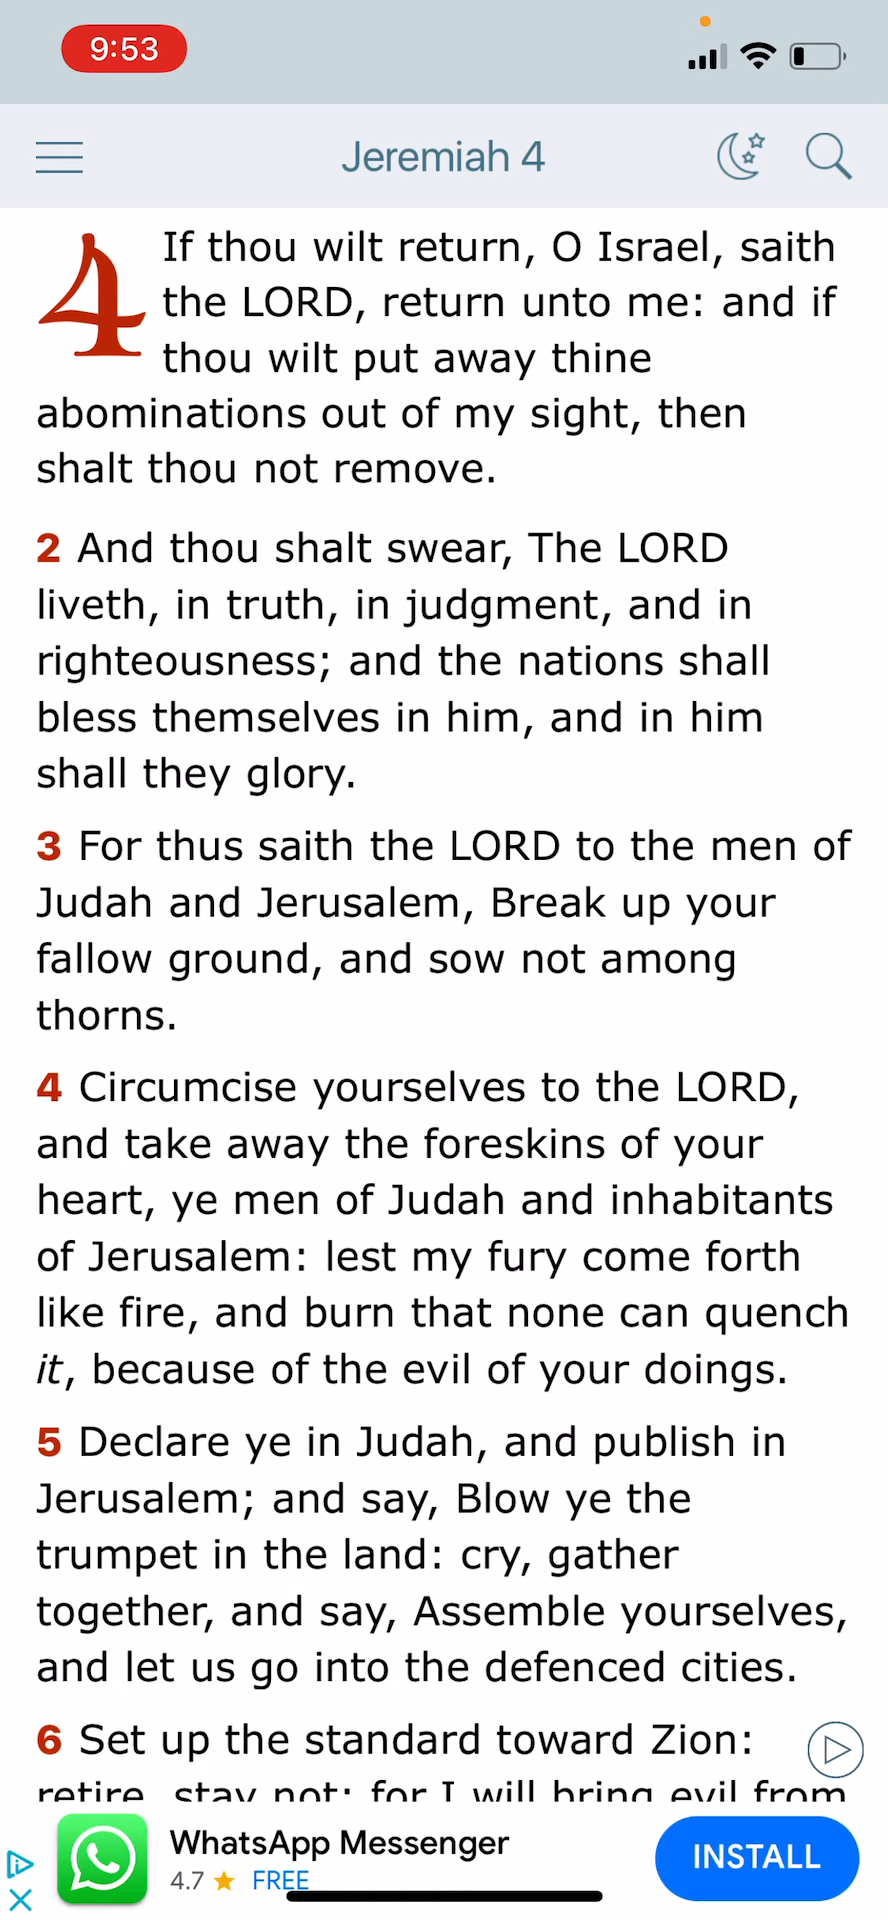 9:53
Jeremiah 4
4 If thou wilt return, O Israel, saith
the LORD, return unto me: and if
thou wilt put away thine
abominations out of my sight, then
shalt thou not remove.
2 And thou shalt swear, The LORD
liveth, in truth, in judgment, and in
righteousness; and the nations shall
bless themselves in him, and in him
shall they glory.
3 For thus saith the LORD to the men of
Judah and Jerusalem, Break up your
fallow ground, and sow not among
thorns.
4 Circumcise yourselves to the LORD,
and take away the foreskins of your
heart, ye men of Judah and inhabitants
of Jerusalem: lest my fury come forth
like fire, and burn that none can quench
it, because of the evil of your doings.
5 Declare ye in Judah, and publish in
Jerusalem; and say, Blow ye the
trumpet in the land: cry, gather
together, and say, Assemble yourselves,
and let us go into the defenced cities.
6 Set up the standard toward Zion:
retire, stay not: for I will bring evil from
WhatsApp Messenger
4.7 ★ FREE
INSTALL